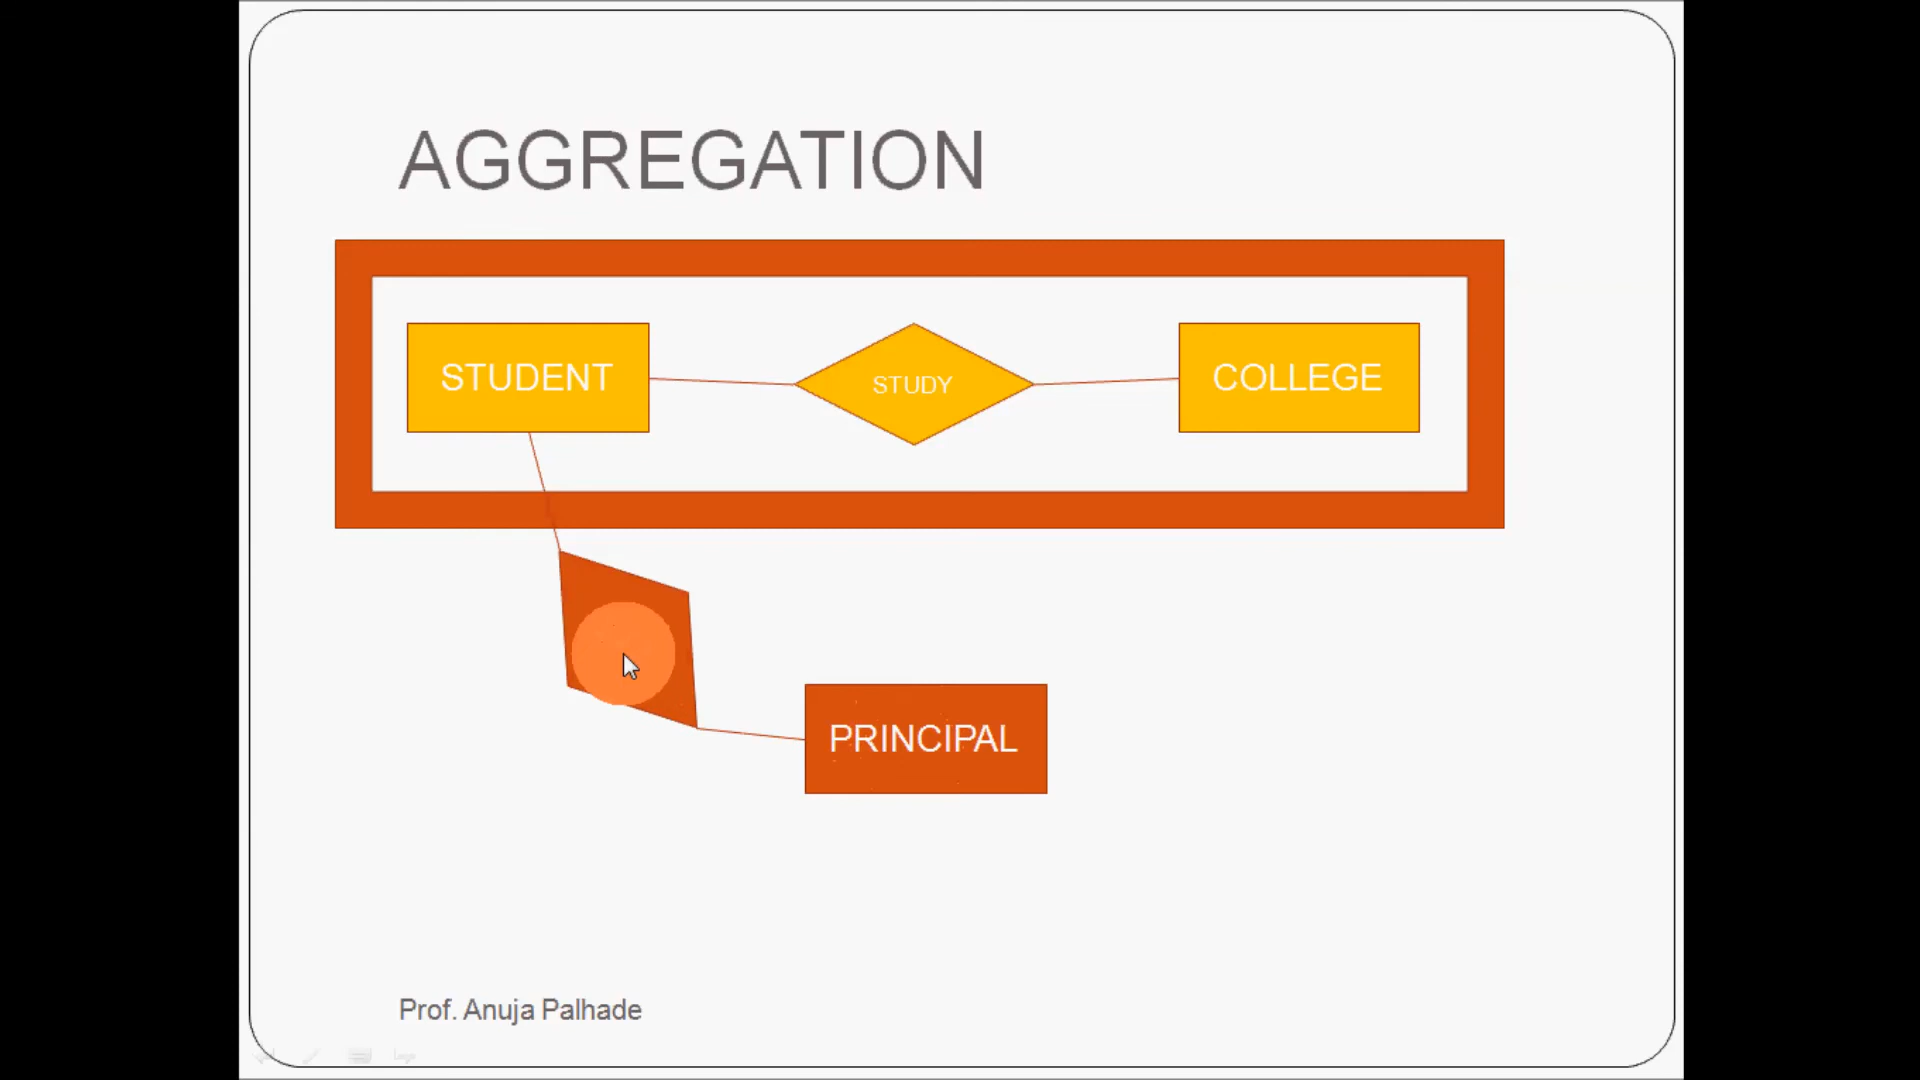 AGGREGATION
STUDENT
STUDY
COLLEGE
PRINCIPAL
Prof. Anuja Palhade